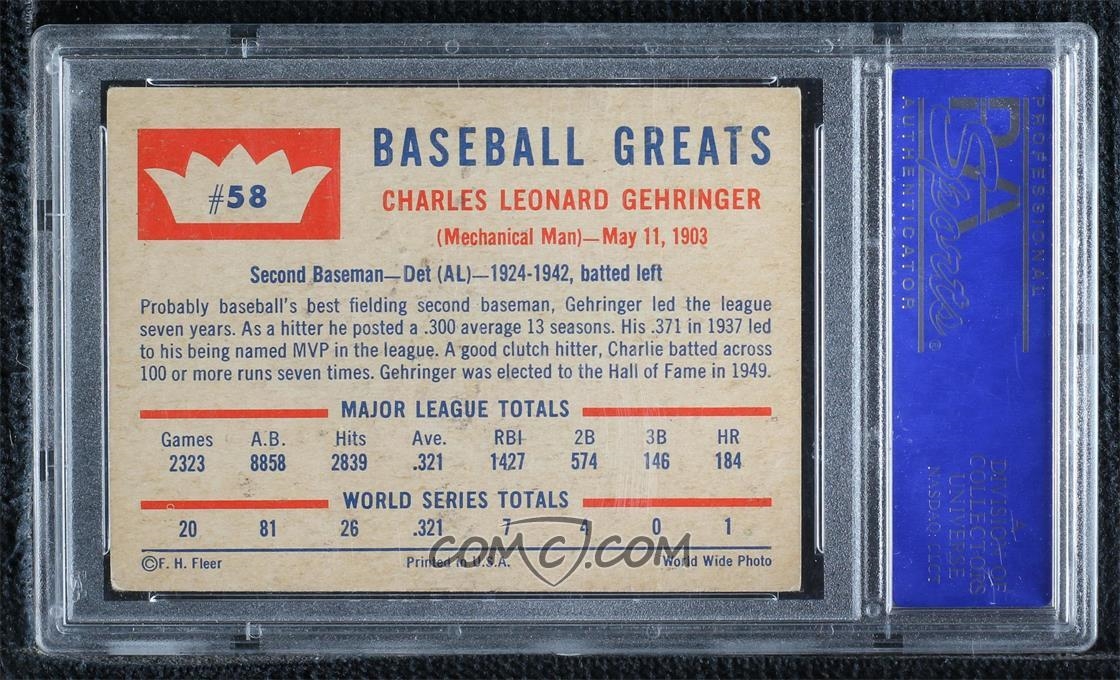 #58
BASEBALL GREATS
CHARLES LEONARD GEHRINGER
(Mechanical Man)—May 11, 1903
Second Baseman—Det (AL)—1924-1942, batted left
Probably baseball's best fielding second baseman, Gehringer led the league
seven years. As a hitter he posted a .300 average 13 seasons. His .371 in 1937 led
to his being named MVP in the league. A good clutch hitter, Charlie batted across
100 or more runs seven times. Gehringer was elected to the Hall of Fame in 1949.
MAJOR LEAGUE TOTALS
Games A.B. Hits Ave. RBI 2B 3B HR
2323 8858 2839 .321 1427 574 146 184
WORLD SERIES TOTALS
20 81 26 .321 7 4 0 1
©F. H. Fleer Printed in U.S.A. World Wide Photo
COMC.COM
PROFESSIONAL
PSA
Sports
®
AUTHENTICATOR
A
DIVISION OF
COLLECTORS
UNIVERSE
NASDAQ: CLCT